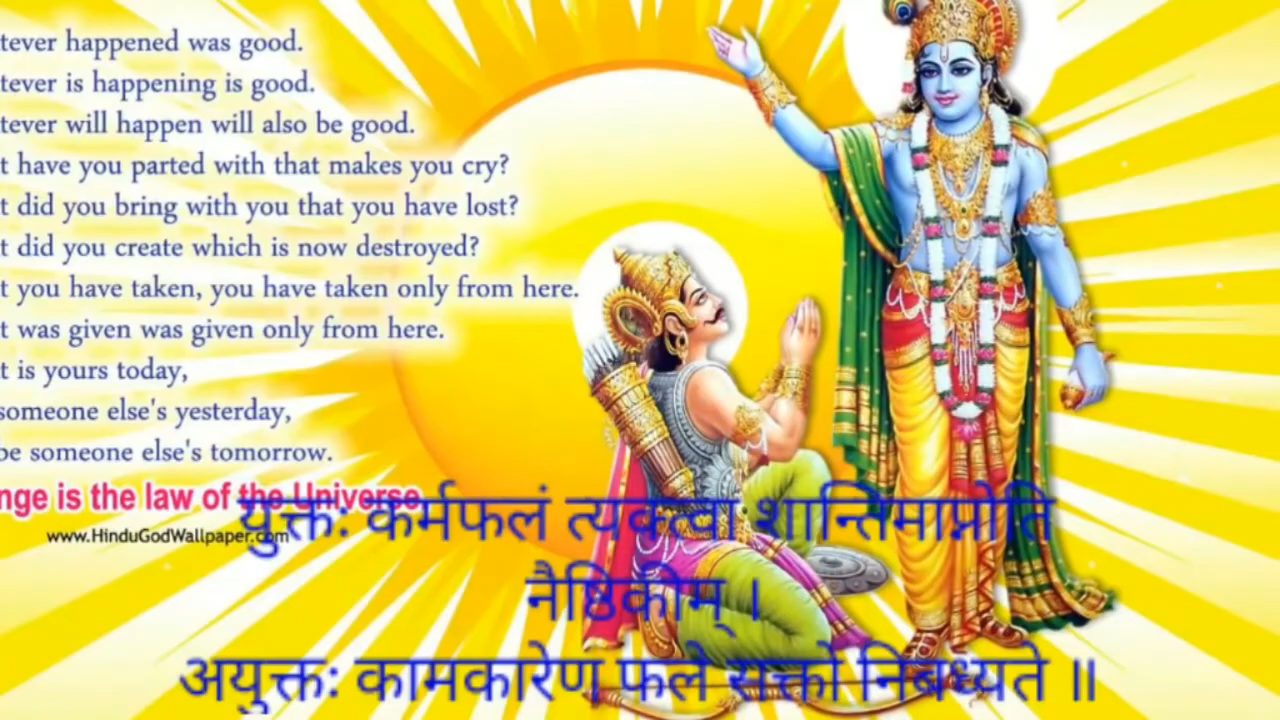 tever happened was good.
tever is happening is good.
tever will happen will also be good.
t have you parted with that makes you cry?
t did you bring with you that you have lost?
t did you create which is now destroyed?
t you have taken, you have taken only from here.
t was given was given only from here.
t is yours today,
someone else's yesterday,
be someone else's tomorrow.
nge is the law of the Universe
www.HinduGodWallpaper.com
युक्तः कर्मफलं त्यक्त्वा शान्तिमाप्नोति
नैष्ठिकीम् ।
अयुक्तः कामकारेण फले सक्तो निबध्यते ॥